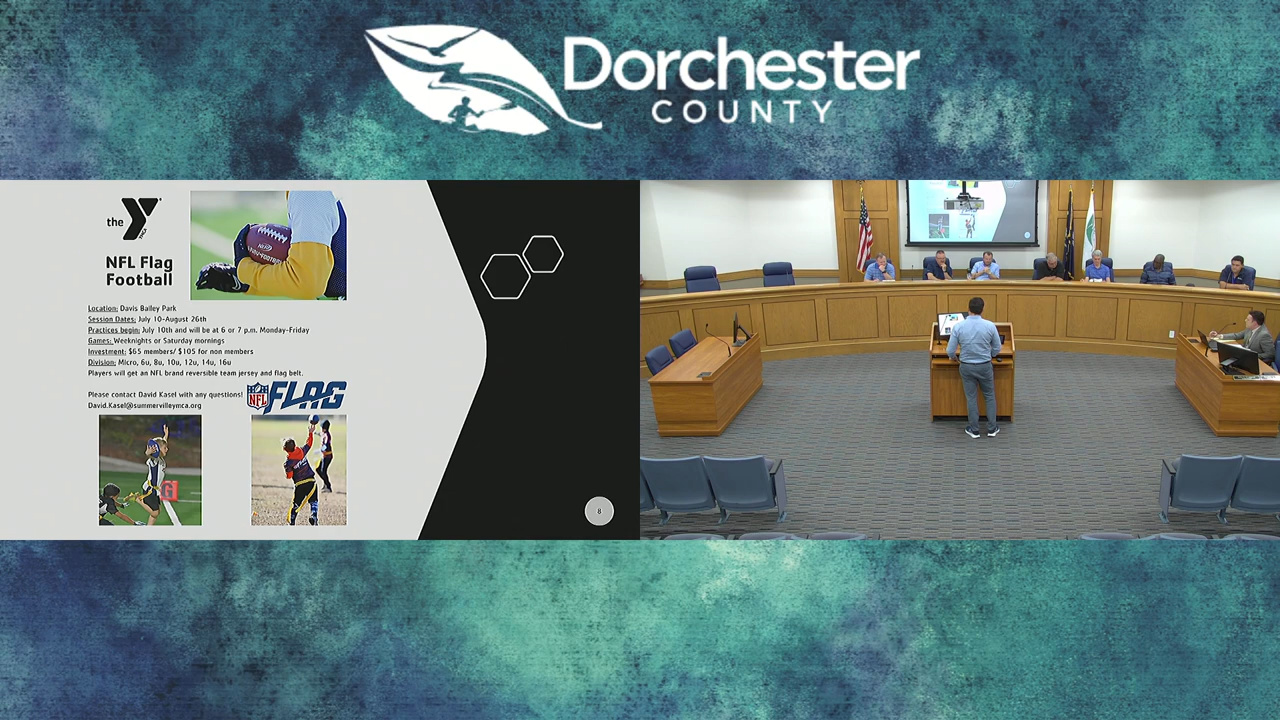 Dorchester
COUNTY
the
YMCA
NFL Flag
Football
Location: Davis Bailey Park
Session Dates: July 10-August 26th
Practices begin: July 10th and will be at 6 or 7 p.m. Monday-Friday
Games: Weeknights or Saturday mornings
Investment: $65 members/ $105 for non members
Division: Micro, 6u, 8u, 10u, 12u, 14u, 16u
Players will get an NFL brand reversible team jersey and flag belt.
Please contact David Kasel with any questions!
David.Kasel@summervilleymca.org
NFL FLAG
G
8